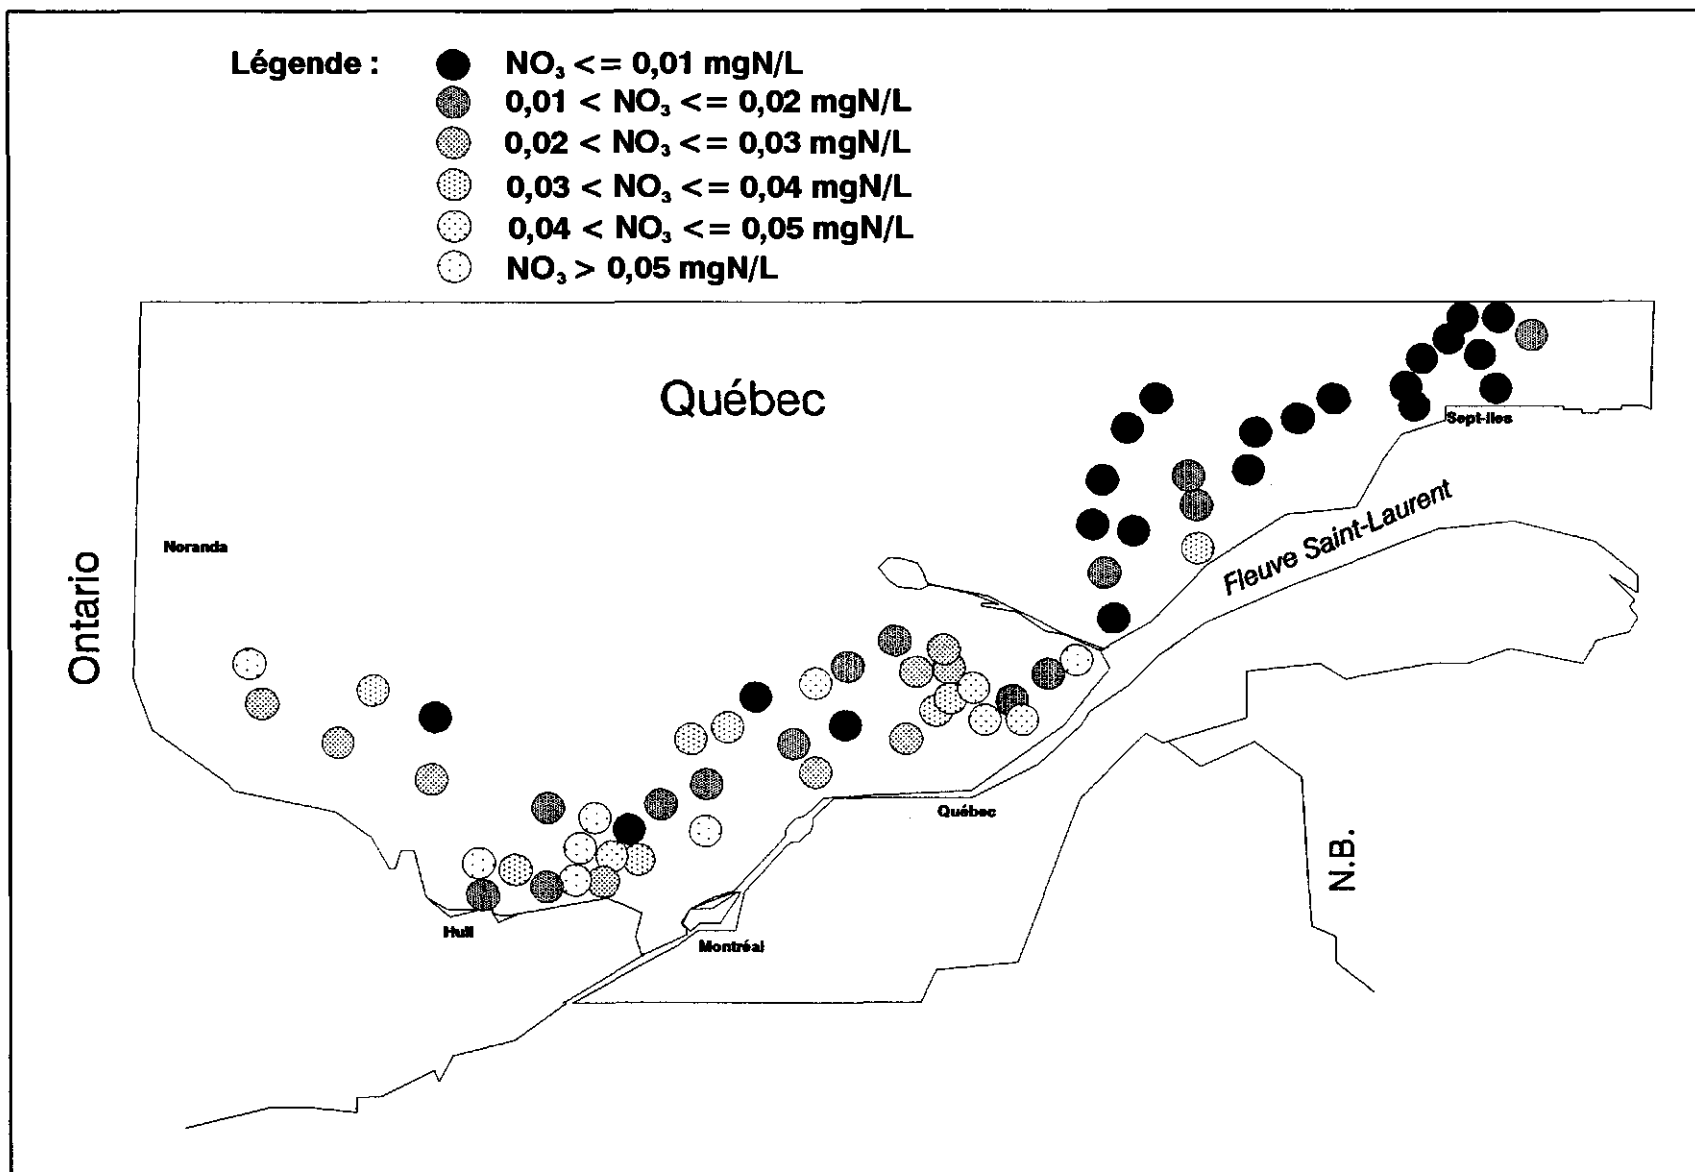 Légende :
NO₃ <= 0,01 mgN/L
0,01 < NO₃ <= 0,02 mgN/L
0,02 < NO₃ <= 0,03 mgN/L
0,03 < NO₃ <= 0,04 mgN/L
0,04 < NO₃ <= 0,05 mgN/L
NO₃ > 0,05 mgN/L
Québec
Sept-Iles
Fleuve Saint-Laurent
Noranda
Ontario
Québec
N.B.
Hull
Montréal